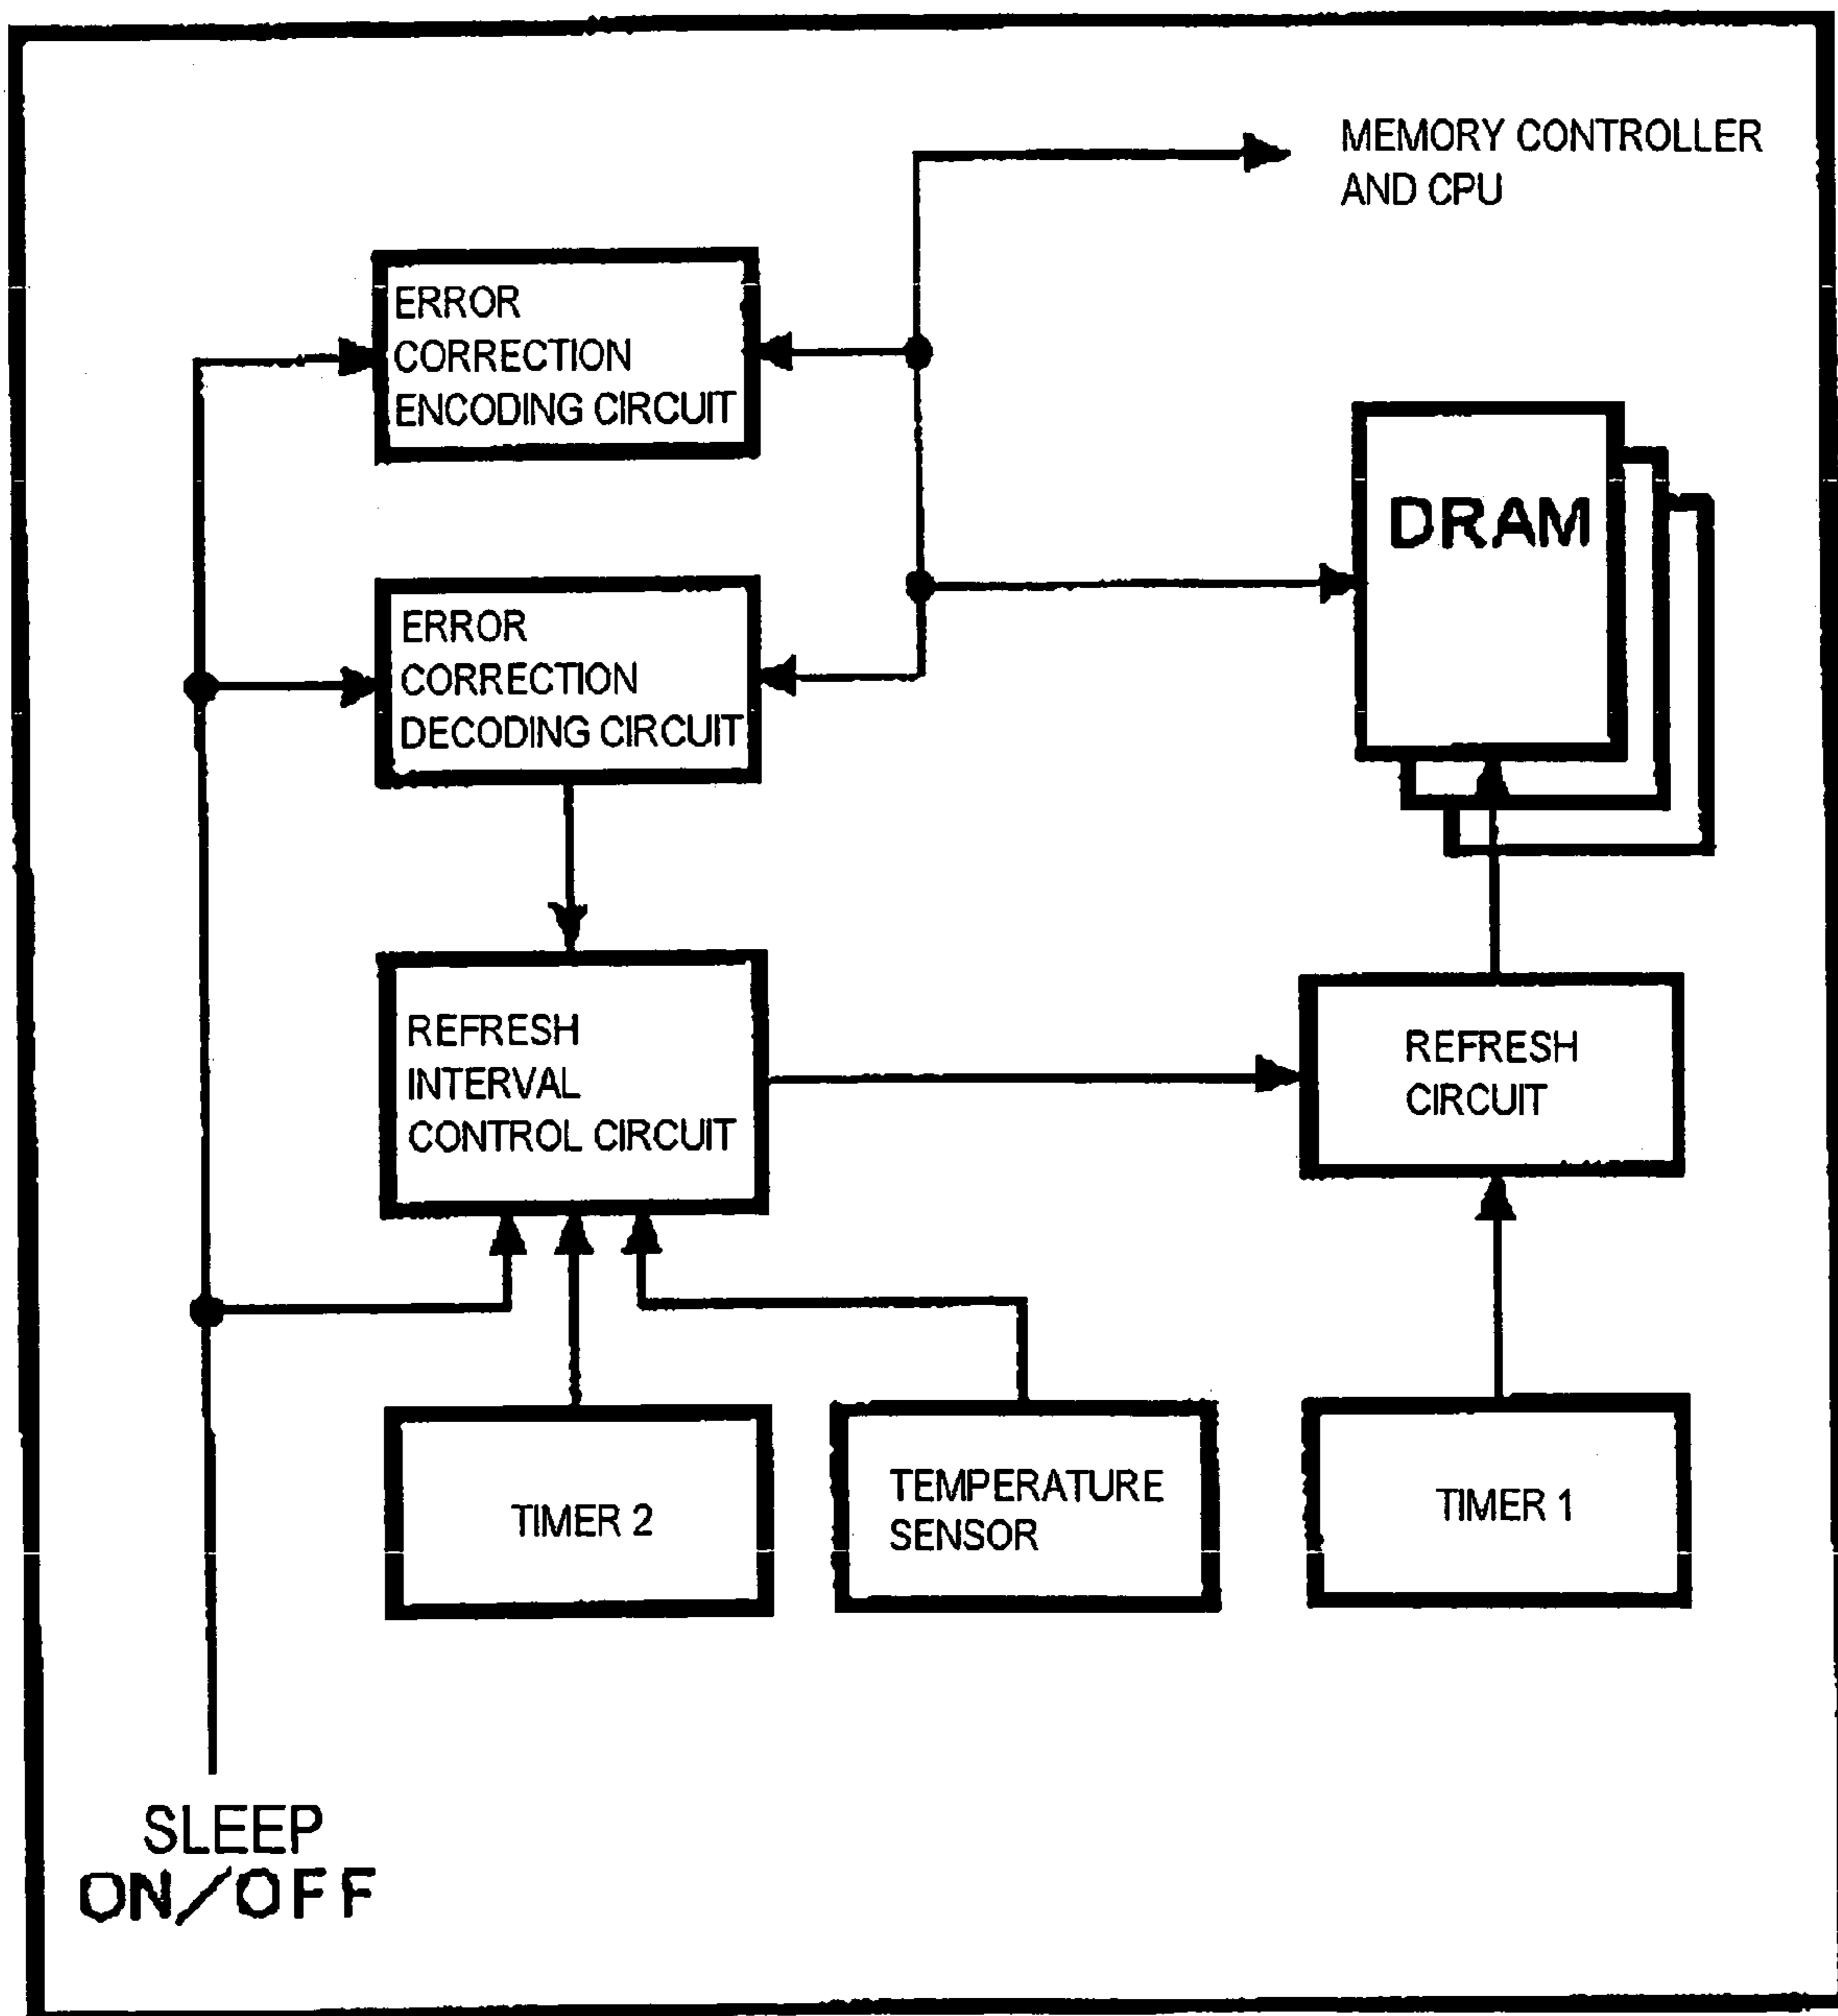 MEMORY CONTROLLER
AND CPU
ERROR
CORRECTION
ENCODING CIRCUIT
DRAM
ERROR
CORRECTION
DECODING CIRCUIT
REFRESH
INTERVAL
CONTROL CIRCUIT
REFRESH
CIRCUIT
TIMER 2
TEMPERATURE
SENSOR
TIMER 1
SLEEP
ON/OFF